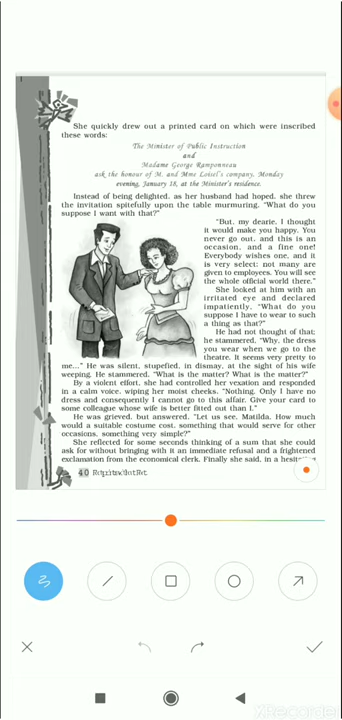 She quickly drew out a printed card on which were inscribed
these words:
The Minister of Public Instruction
and
Madame George Ramponneau
ask the honour of M. and Mme Loisel's company, Monday
evening, January 18, at the Minister's residence.
Instead of being delighted, as her husband had hoped, she threw
the invitation spitefully upon the table murmuring, "What do you
suppose I want with that?"
"But, my dearie, I thought
it would make you happy. You
never go out, and this is an
occasion, and a fine one!
Everybody wishes one, and it
is very select; not many are
given to employees. You will see
the whole official world there."
She looked at him with an
irritated eye and declared
impatiently, "What do you
suppose I have to wear to such
a thing as that?"
He had not thought of that;
he stammered, "Why, the dress
you wear when we go to the
theatre. It seems very pretty to
me..." He was silent, stupefied, in dismay, at the sight of his wife
weeping. He stammered, "What is the matter? What is the matter?"
By a violent effort, she had controlled her vexation and responded
in a calm voice, wiping her moist cheeks, "Nothing. Only I have no
dress and consequently I cannot go to this affair. Give your card to
some colleague whose wife is better fitted out than I."
He was grieved, but answered, "Let us see, Matilda. How much
would a suitable costume cost, something that would serve for other
occasions, something very simple?"
She reflected for some seconds thinking of a sum that she could
ask for without bringing with it an immediate refusal and a frightened
exclamation from the economical clerk. Finally she said, in a
40
XRecorder